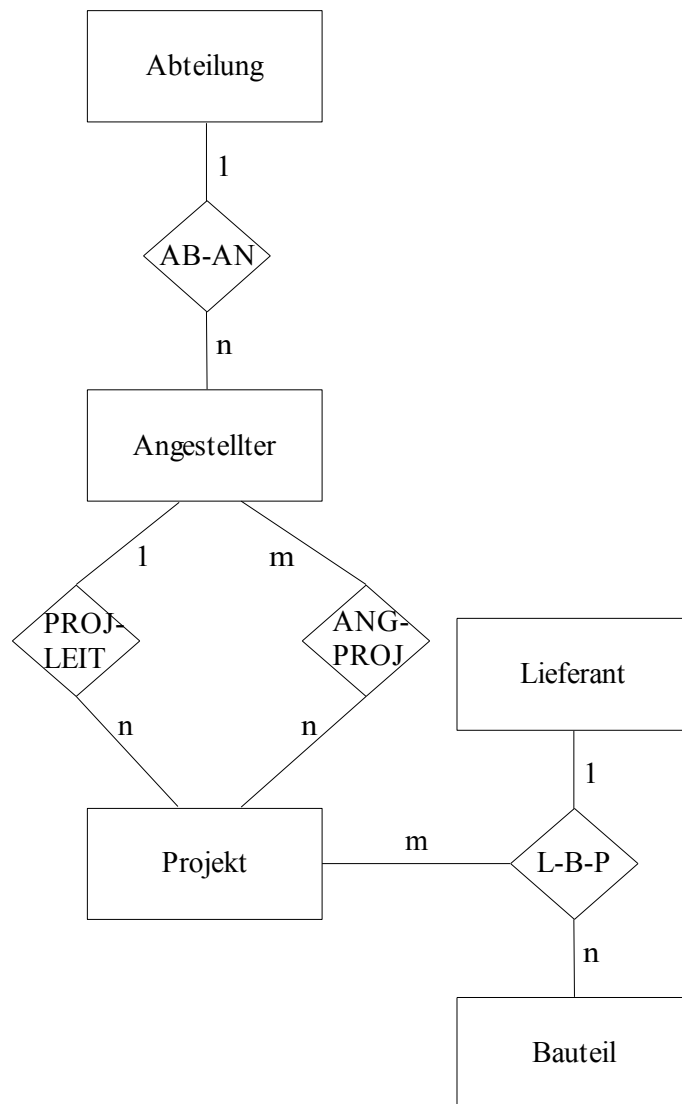 Abteilung
1
AB-AN
n
Angestellter
1
m
PROJ-
LEIT
ANG-
PROJ
n
n
Lieferant
1
Projekt
m
L-B-P
n
Bauteil